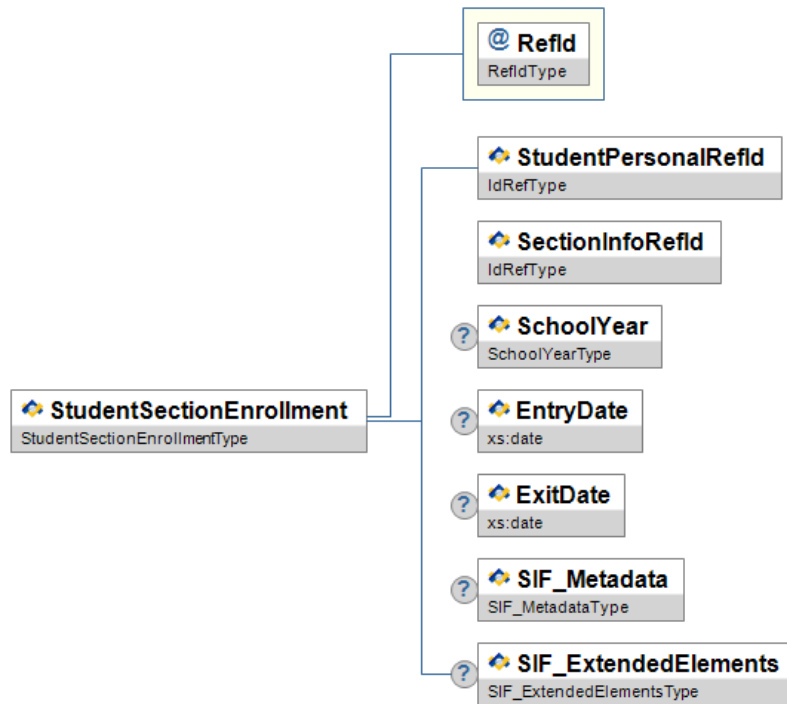 @ RefId
RefIdType
StudentPersonalRefId
IdRefType
SectionInfoRefId
IdRefType
? SchoolYear
SchoolYearType
StudentSectionEnrollment
StudentSectionEnrollmentType
? EntryDate
xs:date
? ExitDate
xs:date
? SIF_Metadata
SIF_MetadataType
? SIF_ExtendedElements
SIF_ExtendedElementsType